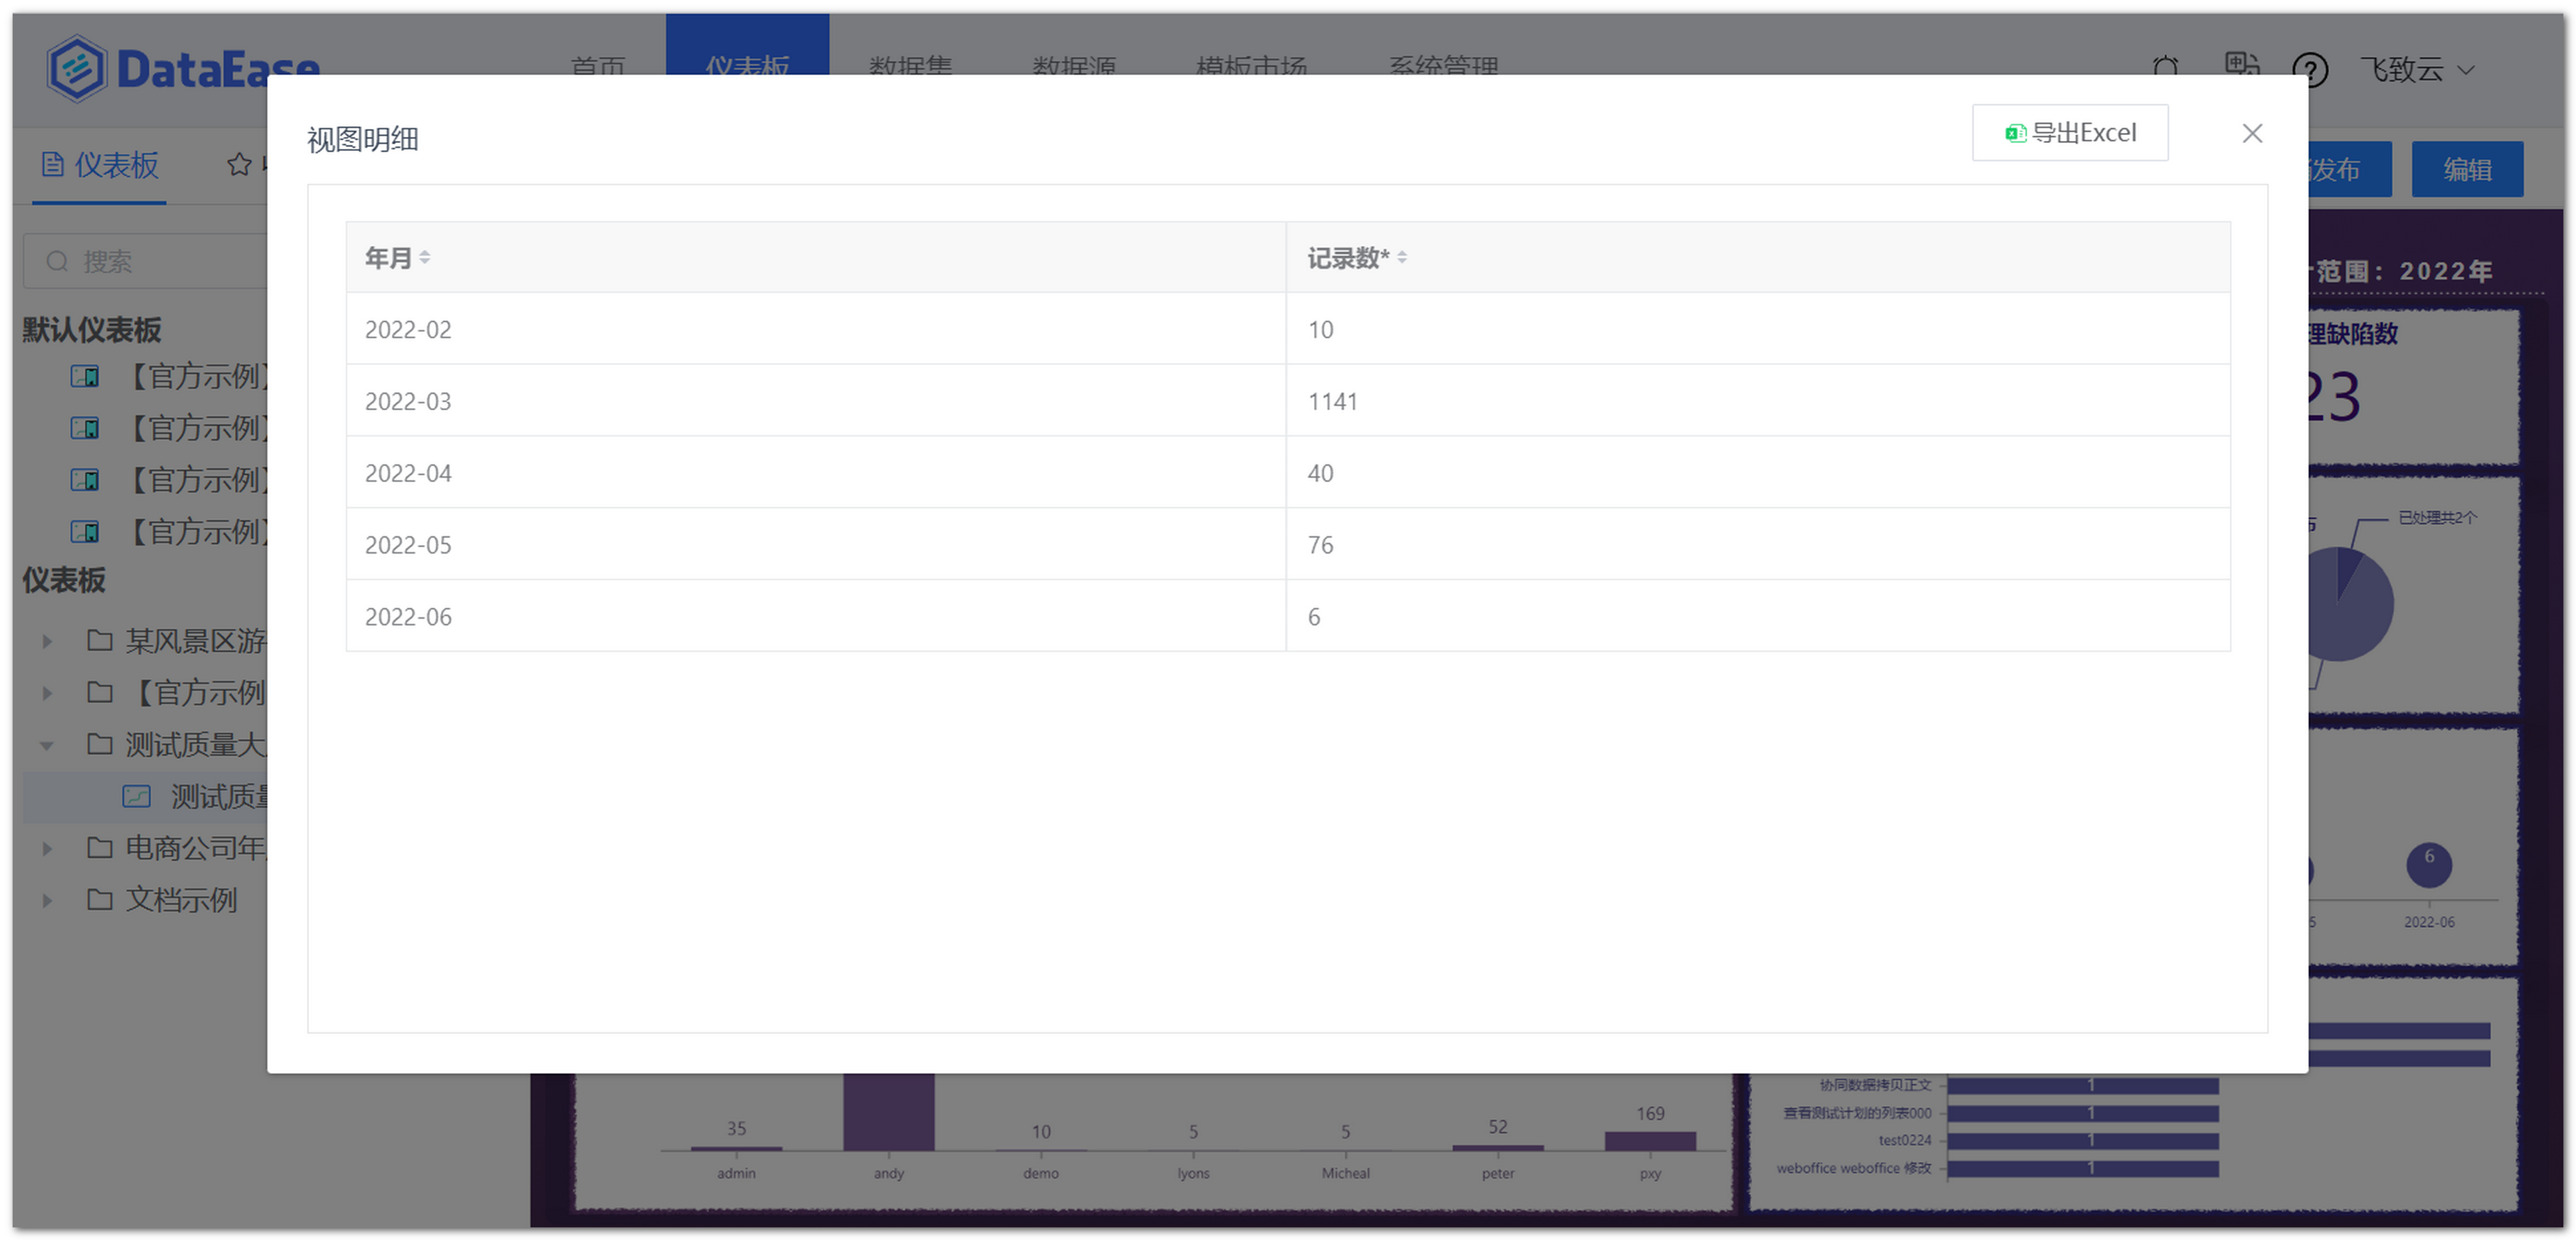 DataEase
首页 仪表板 数据集 数据源 模板市场 系统管理
飞致云
仪表板
发布
编辑
视图明细
导出Excel
搜索
年月 记录数*
2022-02 10
2022-03 1141
2022-04 40
2022-05 76
2022-06 6
默认仪表板
【官方示例】
【官方示例】
【官方示例】
【官方示例】
仪表板
某风景区游
【官方示例
测试质量大
测试质量
电商公司年
文档示例
范围：2022年
理缺陷数
23
已处理共2个
6
5 2022-06
35 10 5 5 52 169
admin andy demo lyons Micheal peter pxy
协同数据拷贝正文 1
查看测试计划的列表000 1
test0224 1
weboffice weboffice 修改 1